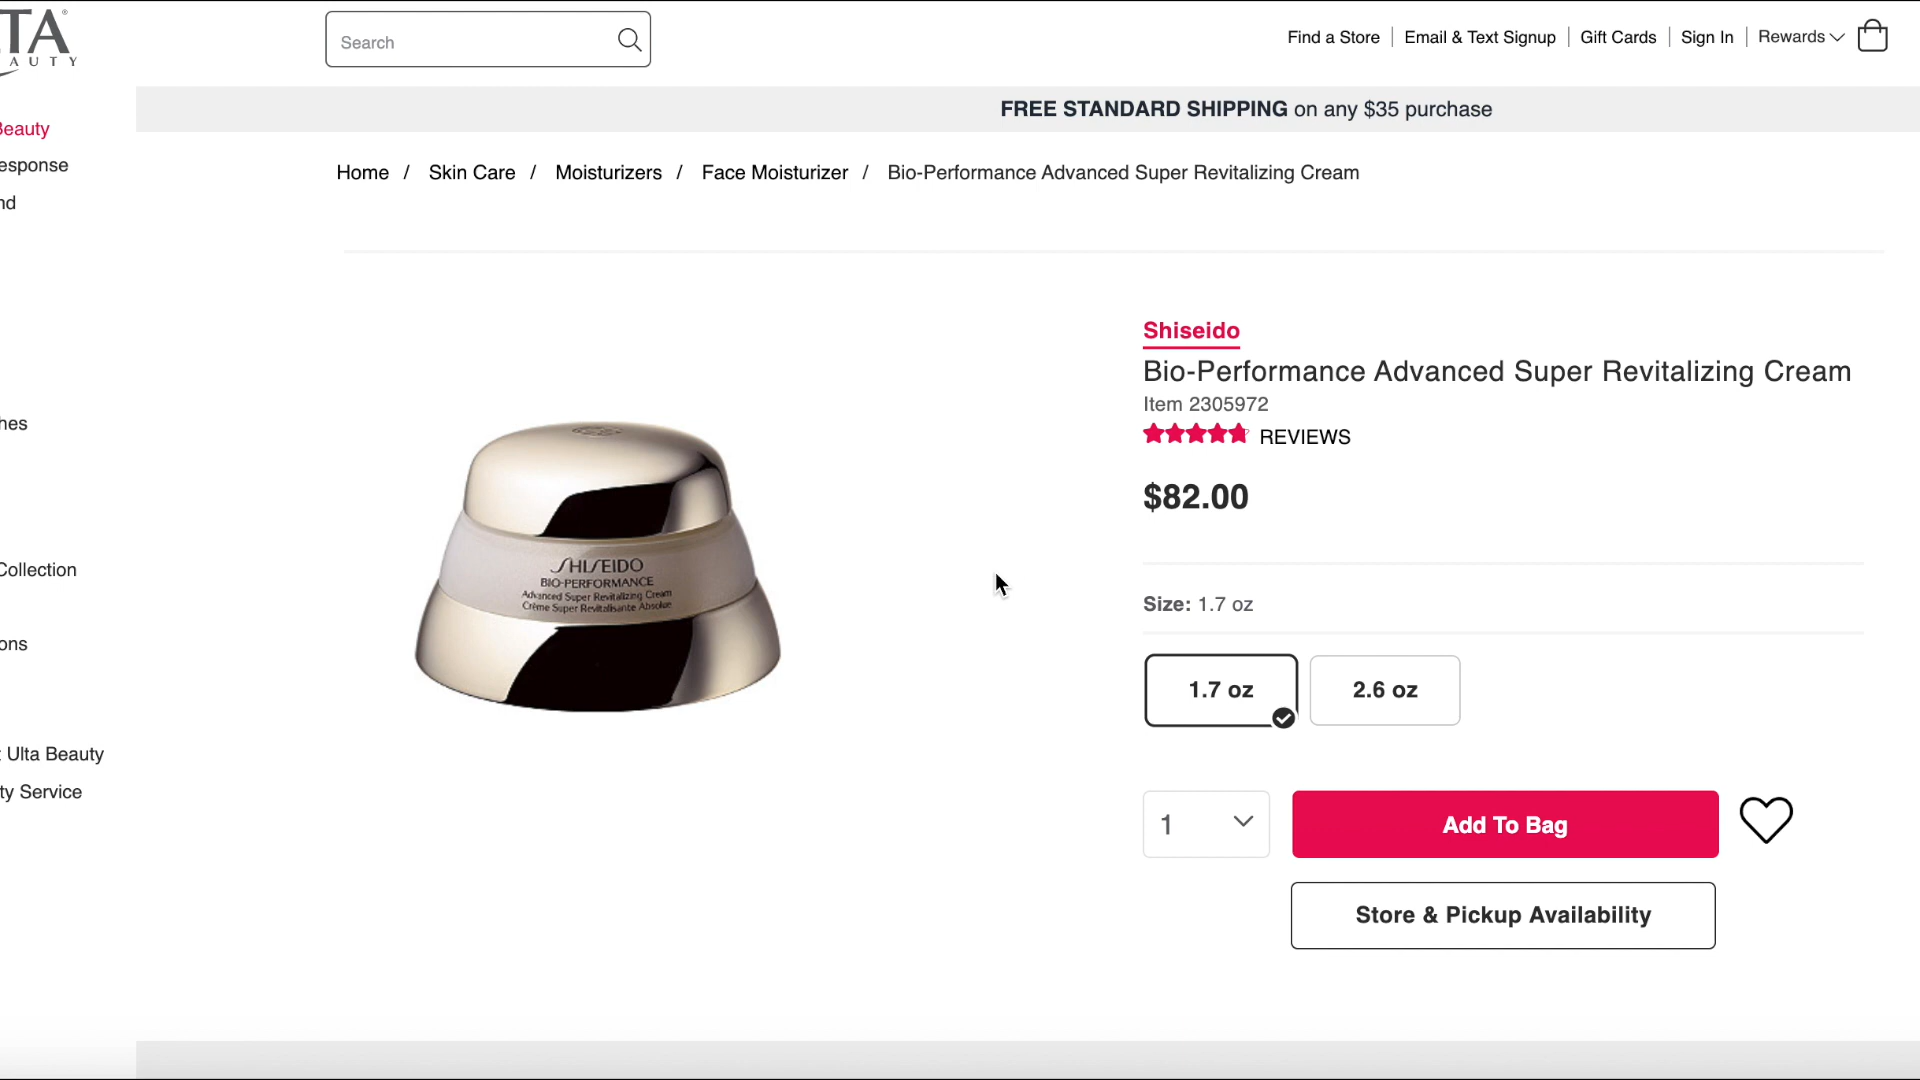 TA
AUTY
Search
Find a Store
Email & Text Signup
Gift Cards
Sign In
Rewards
FREE STANDARD SHIPPING on any $35 purchase
Beauty
esponse
nd
hes
Collection
ons
Ulta Beauty
ty Service
Home / Skin Care / Moisturizers / Face Moisturizer / Bio-Performance Advanced Super Revitalizing Cream
SHISEIDO
BIO-PERFORMANCE
Advanced Super Revitalizing Cream
Crème Super Revitalisante Absolue
Shiseido
Bio-Performance Advanced Super Revitalizing Cream
Item 2305972
REVIEWS
$82.00
Size: 1.7 oz
1.7 oz
2.6 oz
1
Add To Bag
Store & Pickup Availability